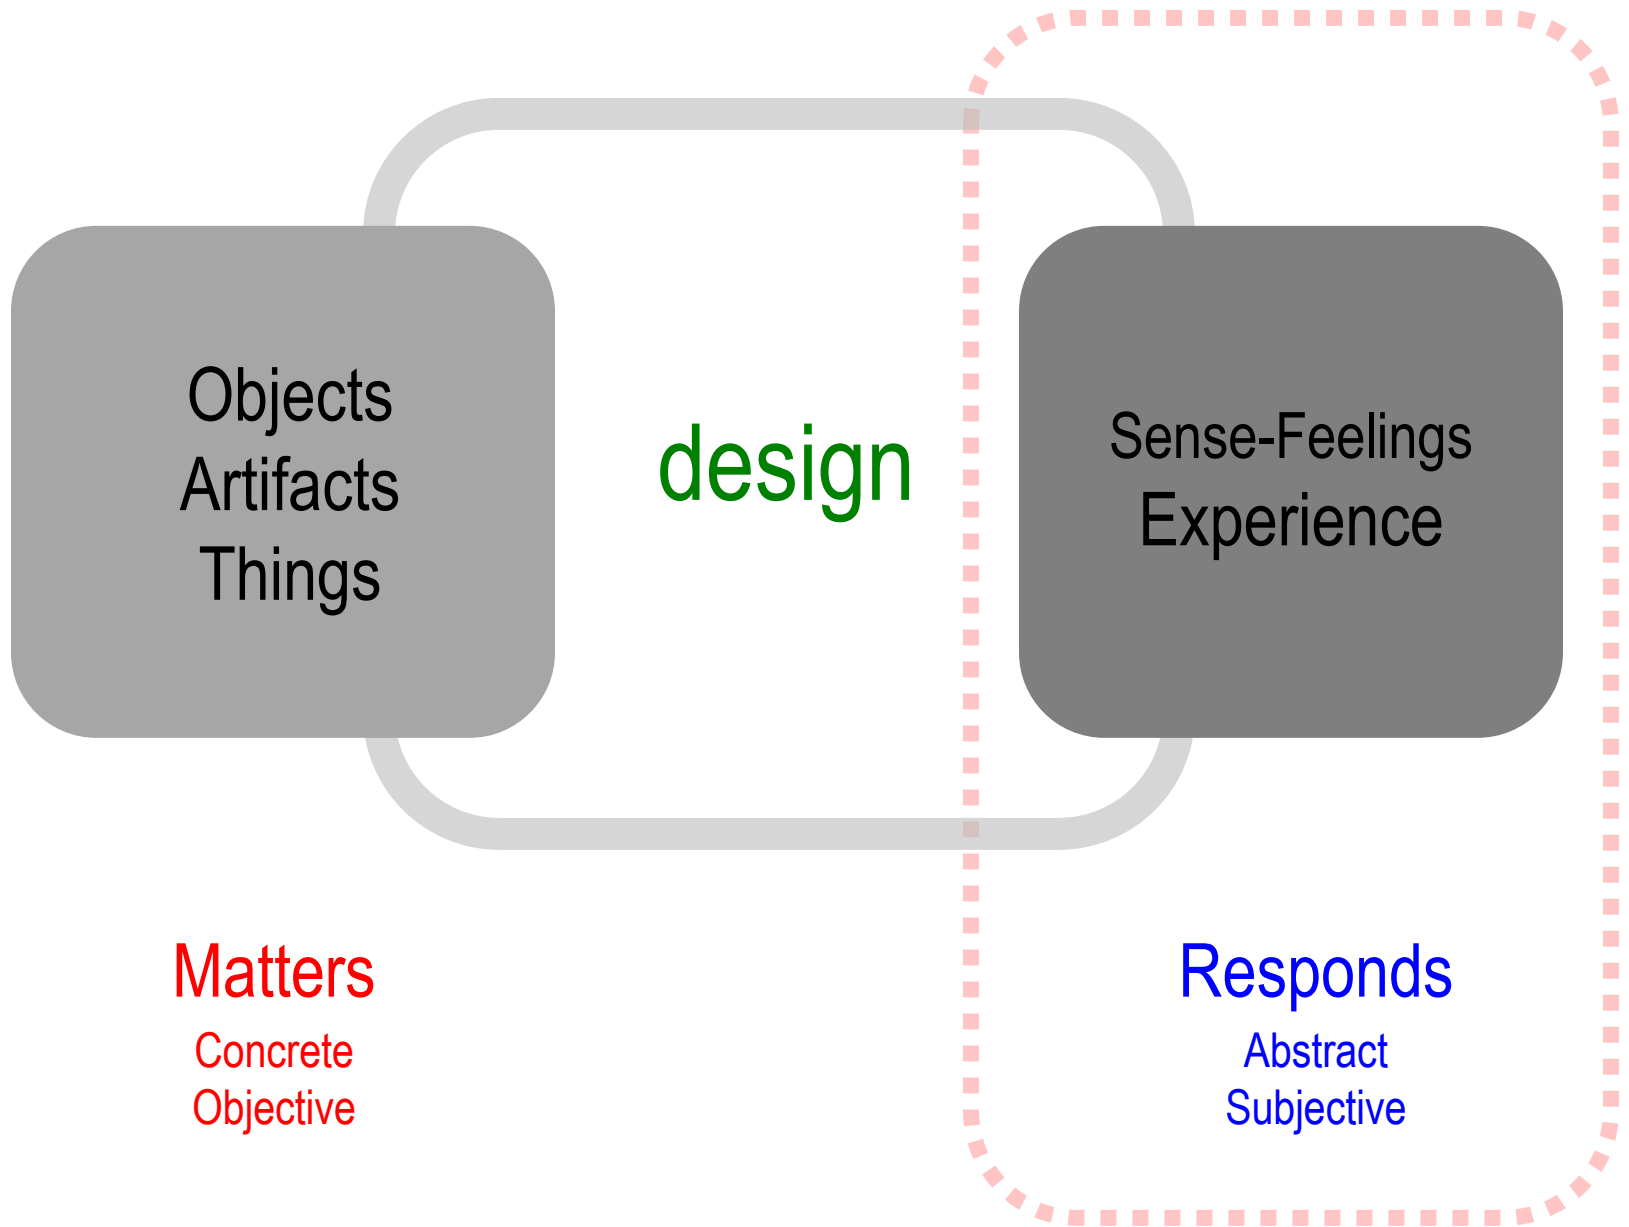 Objects
Artifacts
Things
design
Sense-Feelings
Experience
Matters
Concrete
Objective
Responds
Abstract
Subjective